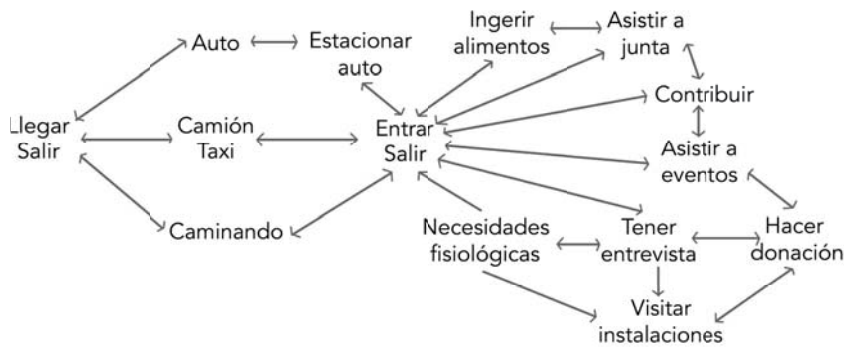 Ingerir
alimentos
Asistir a
junta
Auto
Estacionar
auto
Contribuir
Llegar
Salir
Camión
Taxi
Entrar
Salir
Asistir a
eventos
Caminando
Necesidades
fisiológicas
Tener
entrevista
Hacer
donación
Visitar
instalaciones